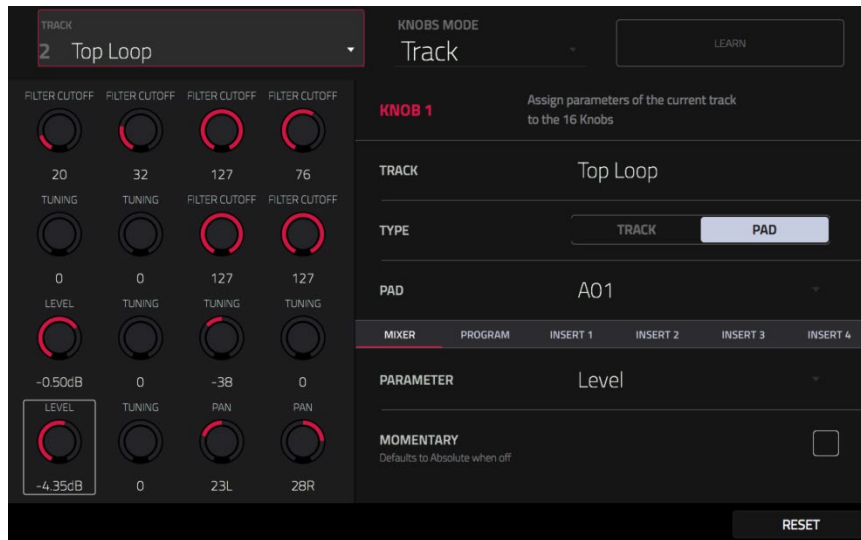 TRACK
2 Top Loop
KNOBS MODE
Track
LEARN
FILTER CUTOFF FILTER CUTOFF FILTER CUTOFF FILTER CUTOFF
20 32 127 76
TUNING TUNING FILTER CUTOFF FILTER CUTOFF
0 0 127 127
LEVEL TUNING TUNING TUNING
-0.50dB 0 -38 0
LEVEL TUNING PAN PAN
-4.35dB 0 23L 28R
KNOB 1
Assign parameters of the current track
to the 16 Knobs
TRACK Top Loop
TYPE TRACK PAD
PAD A01
MIXER PROGRAM INSERT 1 INSERT 2 INSERT 3 INSERT 4
PARAMETER Level
MOMENTARY
Defaults to Absolute when off
RESET